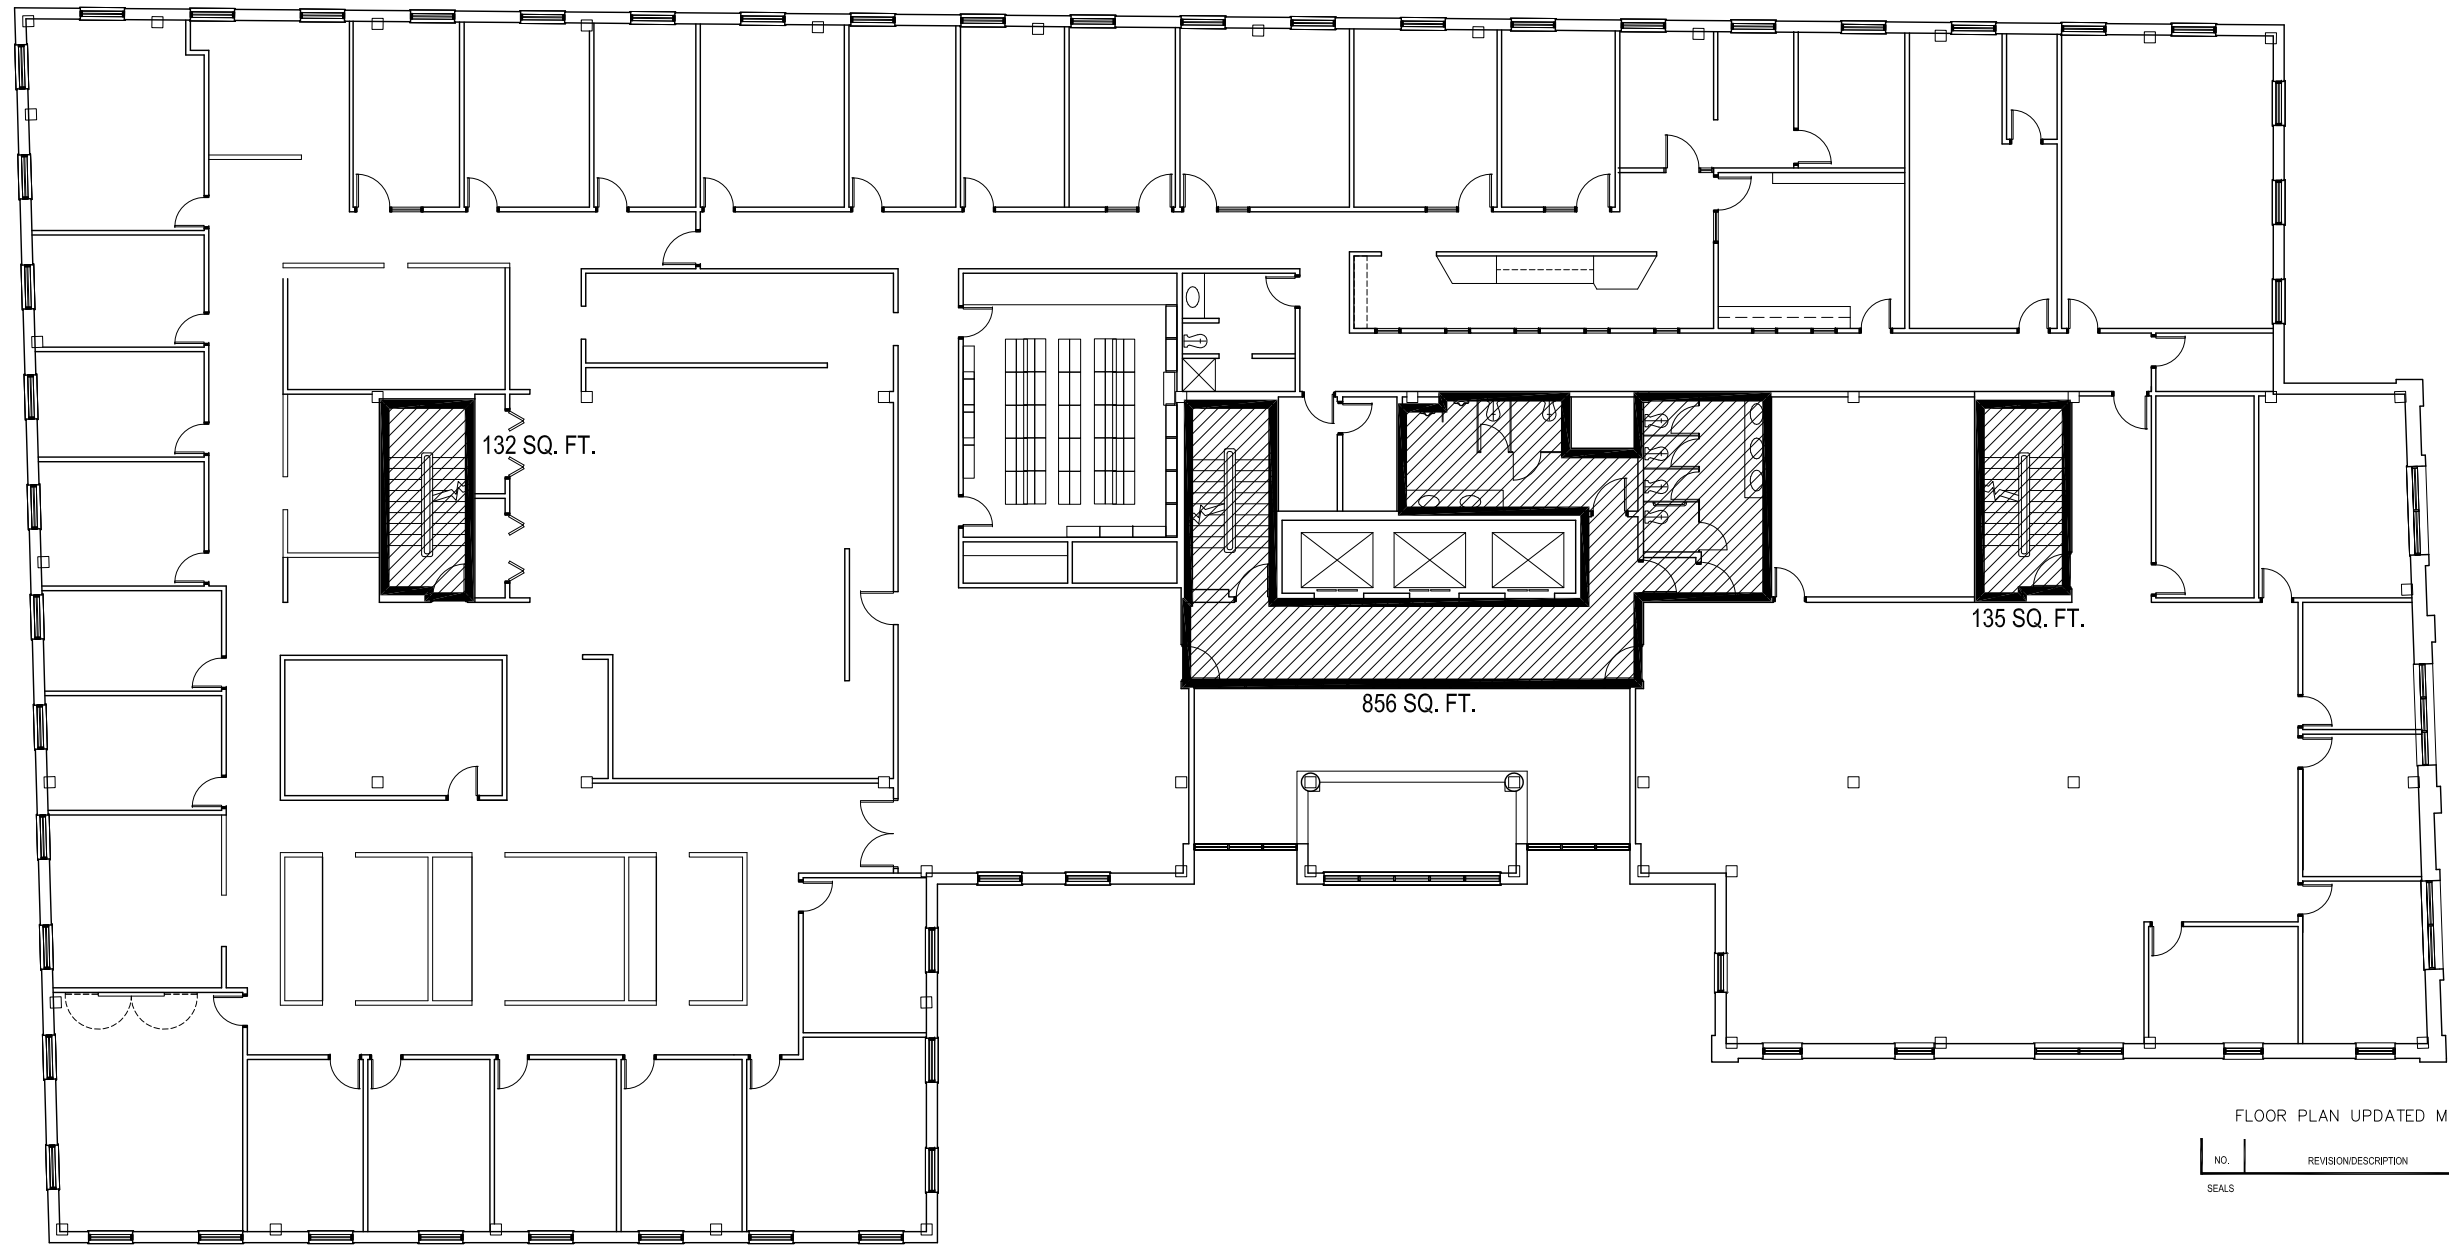 132 SQ. FT.
135 SQ. FT.
856 SQ. FT.
FLOOR PLAN UPDATED M
NO. REVISION/DESCRIPTION
SEALS